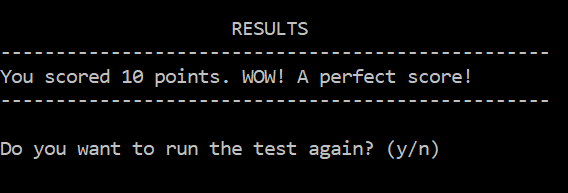 RESULTS
--------------------------------------------------
You scored 10 points. WOW! A perfect score!
--------------------------------------------------
Do you want to run the test again? (y/n)